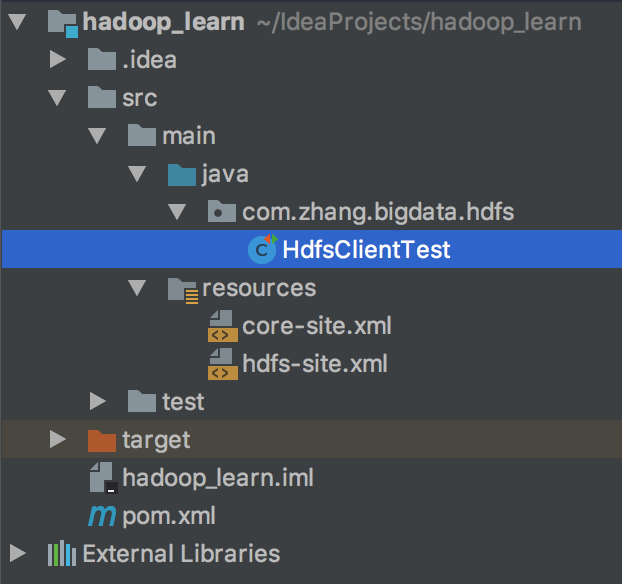 hadoop_learn ~/IdeaProjects/hadoop_learn
.idea
src
main
java
com.zhang.bigdata.hdfs
HdfsClientTest
resources
core-site.xml
hdfs-site.xml
test
target
hadoop_learn.iml
pom.xml
External Libraries